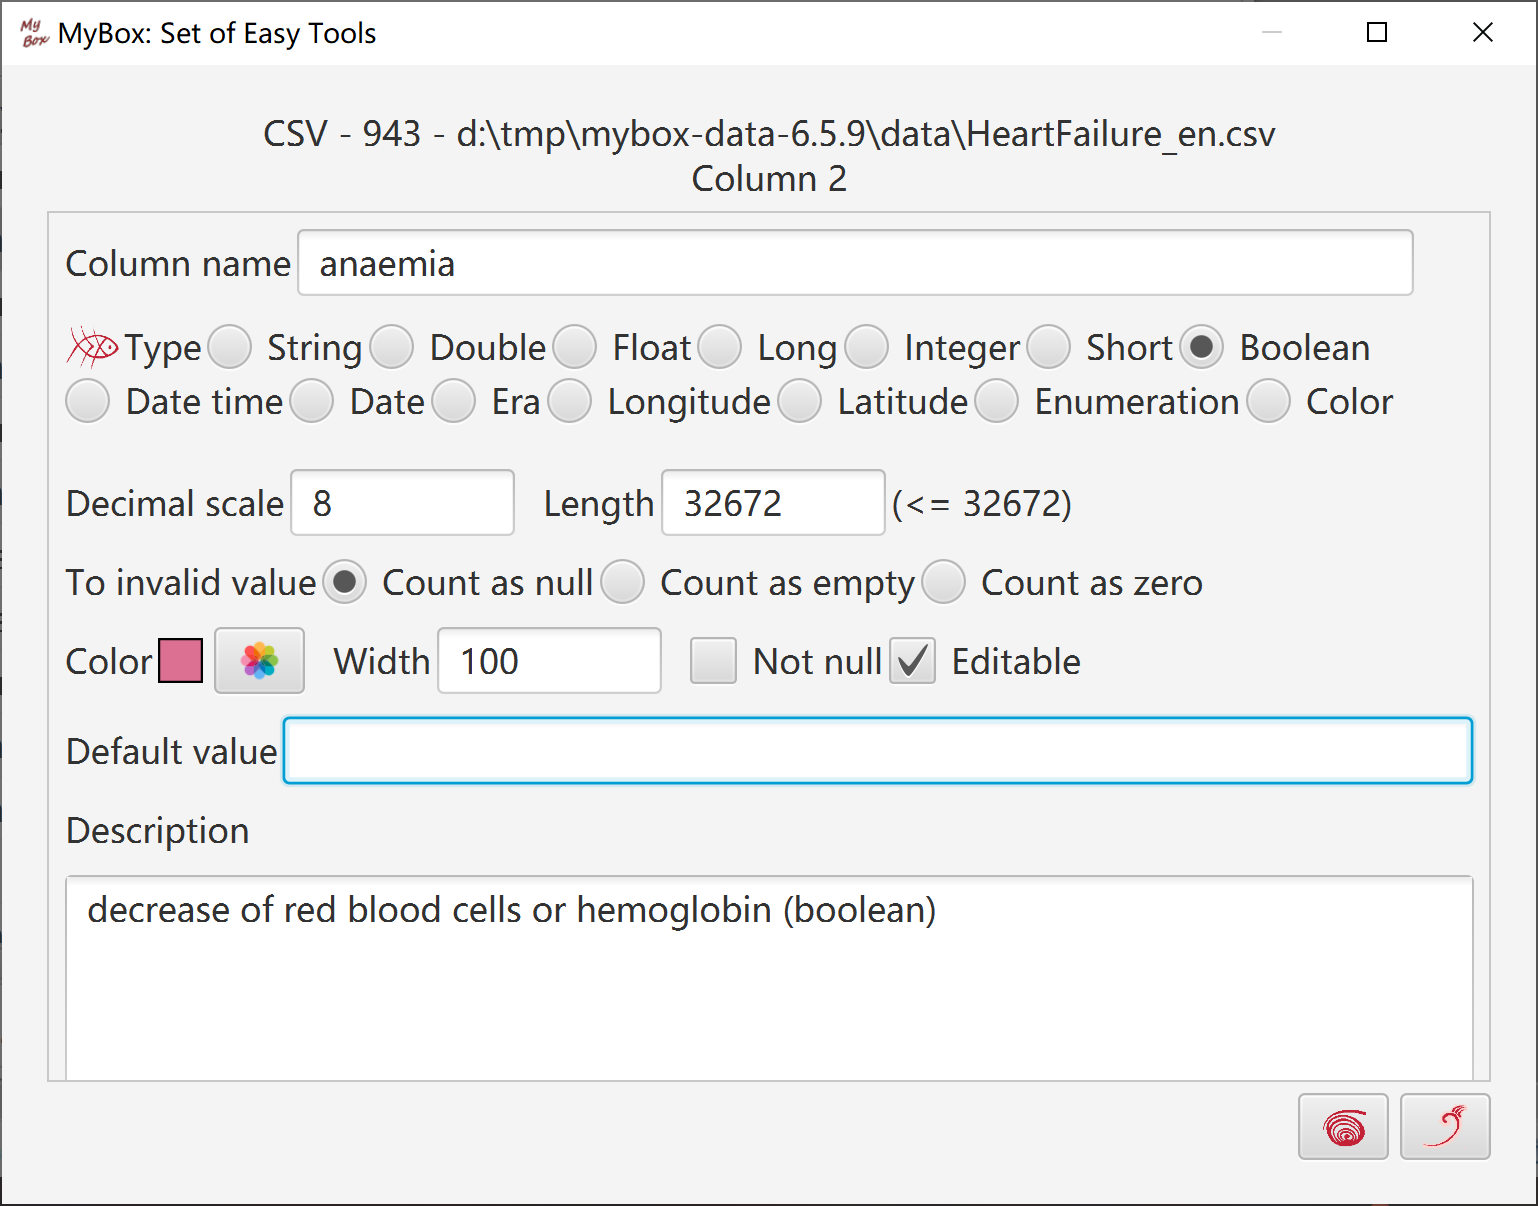 My Box MyBox: Set of Easy Tools
CSV - 943 - d:\tmp\mybox-data-6.5.9\data\HeartFailure_en.csv
Column 2
Column name anaemia
Type String Double Float Long Integer Short Boolean
Date time Date Era Longitude Latitude Enumeration Color
Decimal scale 8 Length 32672 (<= 32672)
To invalid value Count as null Count as empty Count as zero
Color Width 100 Not null Editable
Default value
Description
decrease of red blood cells or hemoglobin (boolean)